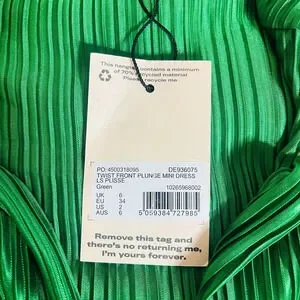 This hangtag contains a minimum
of 70% recycled material
Please recycle me
PO: 4500318095 DE936075
TWIST FRONT PLUNGE MINI DRESS
LS PLISSE
Green 10265968002
UK 6
EU 34
US 2
AUS 6
5 059384 727985
Remove this tag and
there's no returning me,
I'm yours forever.